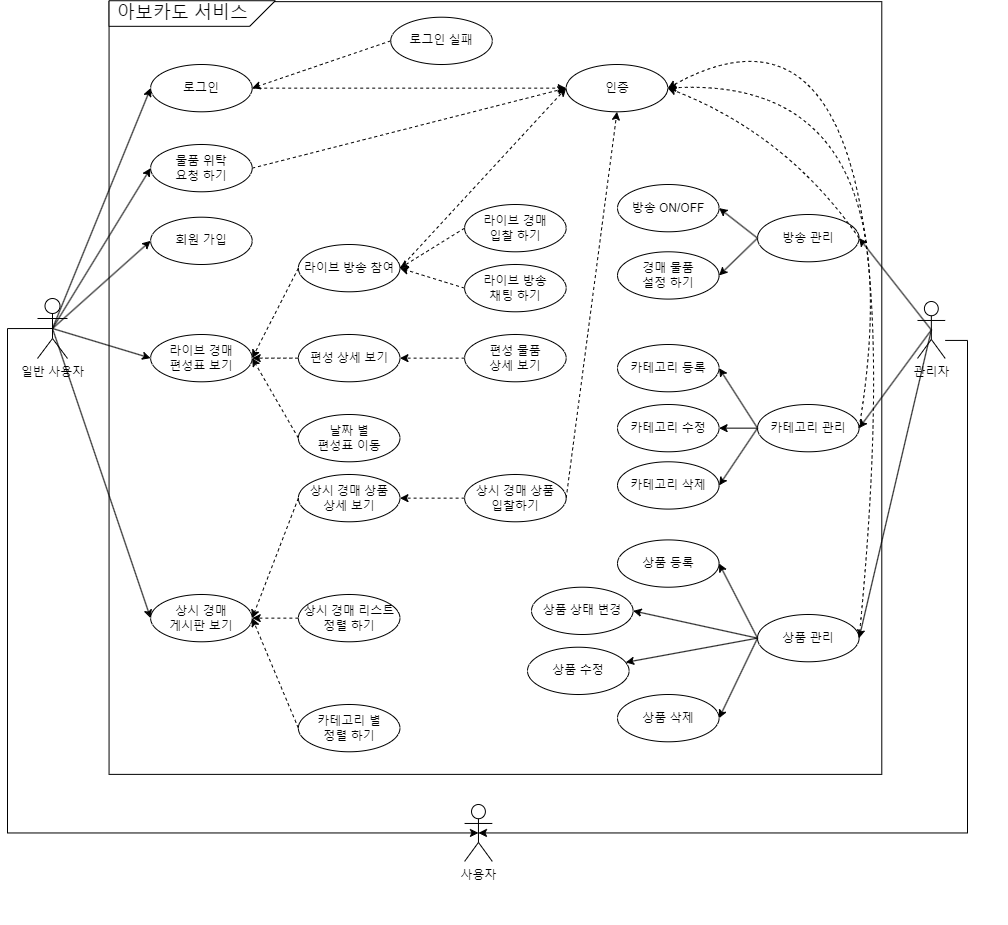 아보카도 서비스
로그인 실패
로그인
인증
물품 위탁
요청 하기
회원 가입
라이브 경매
입찰 하기
방송 ON/OFF
방송 관리
라이브 방송 참여
라이브 방송
채팅 하기
경매 물품
설정 하기
일반 사용자
라이브 경매
편성표 보기
편성 상세 보기
편성 물품
상세 보기
카테고리 등록
관리자
날짜 별
편성표 이동
카테고리 수정
카테고리 관리
상시 경매 상품
상세 보기
상시 경매 상품
입찰하기
카테고리 삭제
상품 등록
상시 경매
게시판 보기
상시 경매 리스트
정렬 하기
상품 상태 변경
상품 관리
상품 수정
카테고리 별
정렬 하기
상품 삭제
사용자